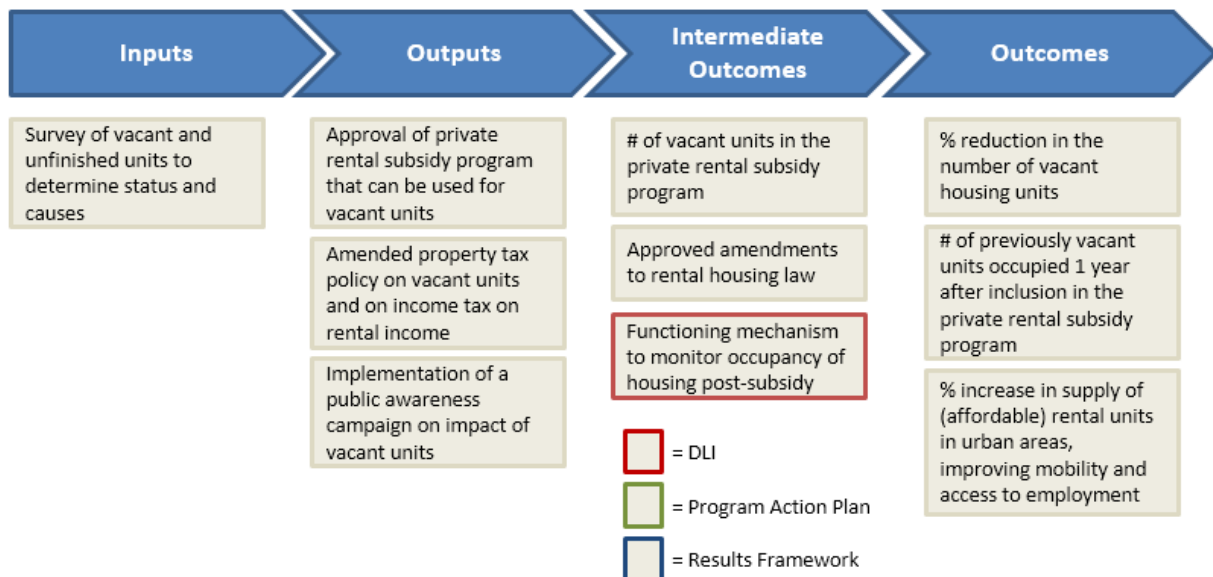 Inputs
Outputs
Intermediate
Outcomes
Outcomes
Survey of vacant and
unfinished units to
determine status and
causes
Approval of private
rental subsidy program
that can be used for
vacant units
Amended property tax
policy on vacant units
and on income tax on
rental income
Implementation of a
public awareness
campaign on impact of
vacant units
# of vacant units in the
private rental subsidy
program
Approved amendments
to rental housing law
Functioning mechanism
to monitor occupancy of
housing post-subsidy
= DLI
= Program Action Plan
= Results Framework
% reduction in the
number of vacant
housing units
# of previously vacant
units occupied 1 year
after inclusion in the
private rental subsidy
program
% increase in supply of
(affordable) rental units
in urban areas,
improving mobility and
access to employment